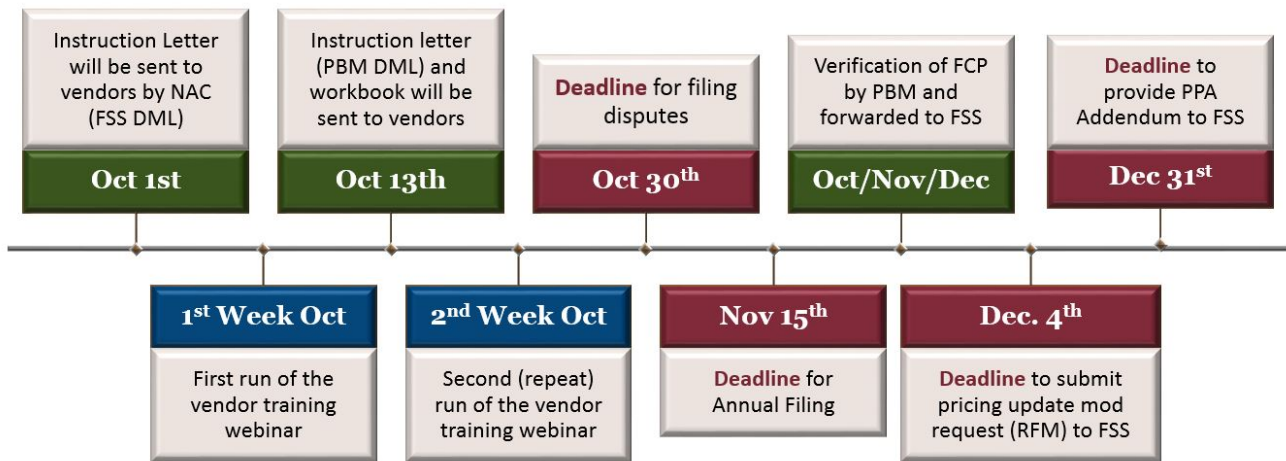 Instruction Letter
will be sent to
vendors by NAC
(FSS DML)
Oct 1st
Instruction letter
(PBM DML) and
workbook will be
sent to vendors
Oct 13th
Deadline for filing
disputes
Oct 30th
Verification of FCP
by PBM and
forwarded to FSS
Oct/Nov/Dec
Deadline to
provide PPA
Addendum to FSS
Dec 31st
1st Week Oct
First run of the
vendor training
webinar
2nd Week Oct
Second (repeat)
run of the vendor
training webinar
Nov 15th
Deadline for
Annual Filing
Dec. 4th
Deadline to submit
pricing update mod
request (RFM) to FSS